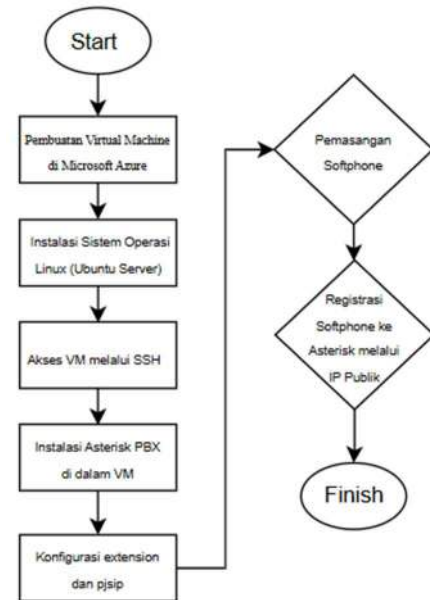 Start
Pembuatan Virtual Machine
di Microsoft Azure
Instalasi Sistem Operasi
Linux (Ubuntu Server)
Akses VM melalui SSH
Instalasi Asterisk PBX
di dalam VM
Konfigurasi extension
dan pjsip
Pemasangan
Softphone
Registrasi
Softphone ke
Asterisk melalui
IP Publik
Finish